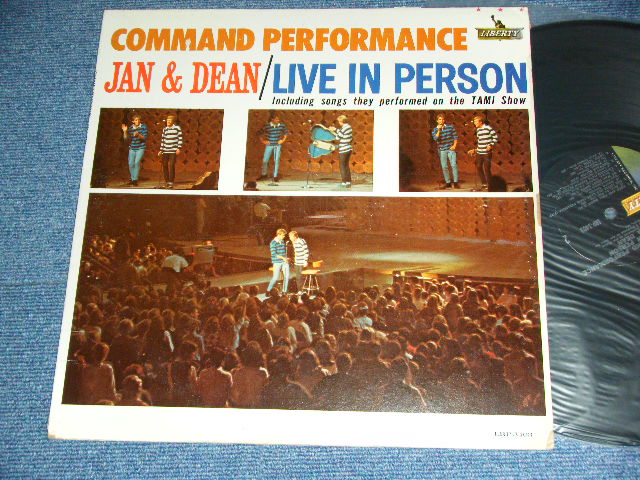 COMMAND PERFORMANCE
LIBERTY
JAN & DEAN/LIVE IN PERSON
Including songs they performed on the TAMI Show